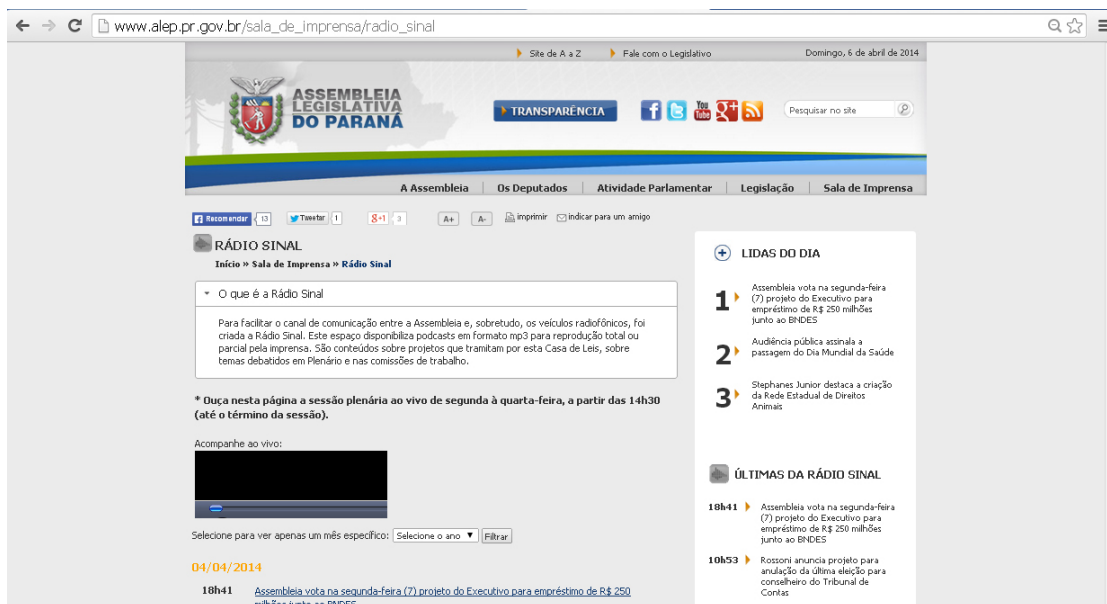 www.alep.pr.gov.br/sala_de_imprensa/radio_sinal
Site de A a Z
Fale com o Legislativo
Domingo, 6 de abril de 2014
ASSEMBLEIA
LEGISLATIVA
DO PARANÁ
TRANSPARÊNCIA
You
Tube
Pesquisar no site
A Assembleia
Os Deputados
Atividade Parlamentar
Legislação
Sala de Imprensa
Recomendar 13
Tweetar 1
g+1 3
A+
A-
imprimir
indicar para um amigo
RÁDIO SINAL
Início » Sala de Imprensa » Rádio Sinal
O que é a Rádio Sinal
Para facilitar o canal de comunicação entre a Assembleia e, sobretudo, os veículos radiofônicos, foi
criada a Rádio Sinal. Este espaço disponibiliza podcasts em formato mp3 para reprodução total ou
parcial pela imprensa. São conteúdos sobre projetos que tramitam por esta Casa de Leis, sobre
temas debatidos em Plenário e nas comissões de trabalho.
* Ouça nesta página a sessão plenária ao vivo de segunda à quarta-feira, a partir das 14h30
(até o término da sessão).
Acompanhe ao vivo:
Selecione para ver apenas um mês específico: Selecione o ano Filtrar
04/04/2014
18h41 Assembleia vota na segunda-feira (7) projeto do Executivo para empréstimo de R$ 250
milhões junto ao BNDES
LIDAS DO DIA
1 Assembleia vota na segunda-feira
(7) projeto do Executivo para
empréstimo de R$ 250 milhões
junto ao BNDES
2 Audiência pública assinala a
passagem do Dia Mundial da Saúde
3 Stephanes Junior destaca a criação
da Rede Estadual de Direitos
Animais
ÚLTIMAS DA RÁDIO SINAL
18h41 Assembleia vota na segunda-feira
(7) projeto do Executivo para
empréstimo de R$ 250 milhões
junto ao BNDES
10h53 Rossoni anuncia projeto para
anulação da última eleição para
conselheiro do Tribunal de
Contas